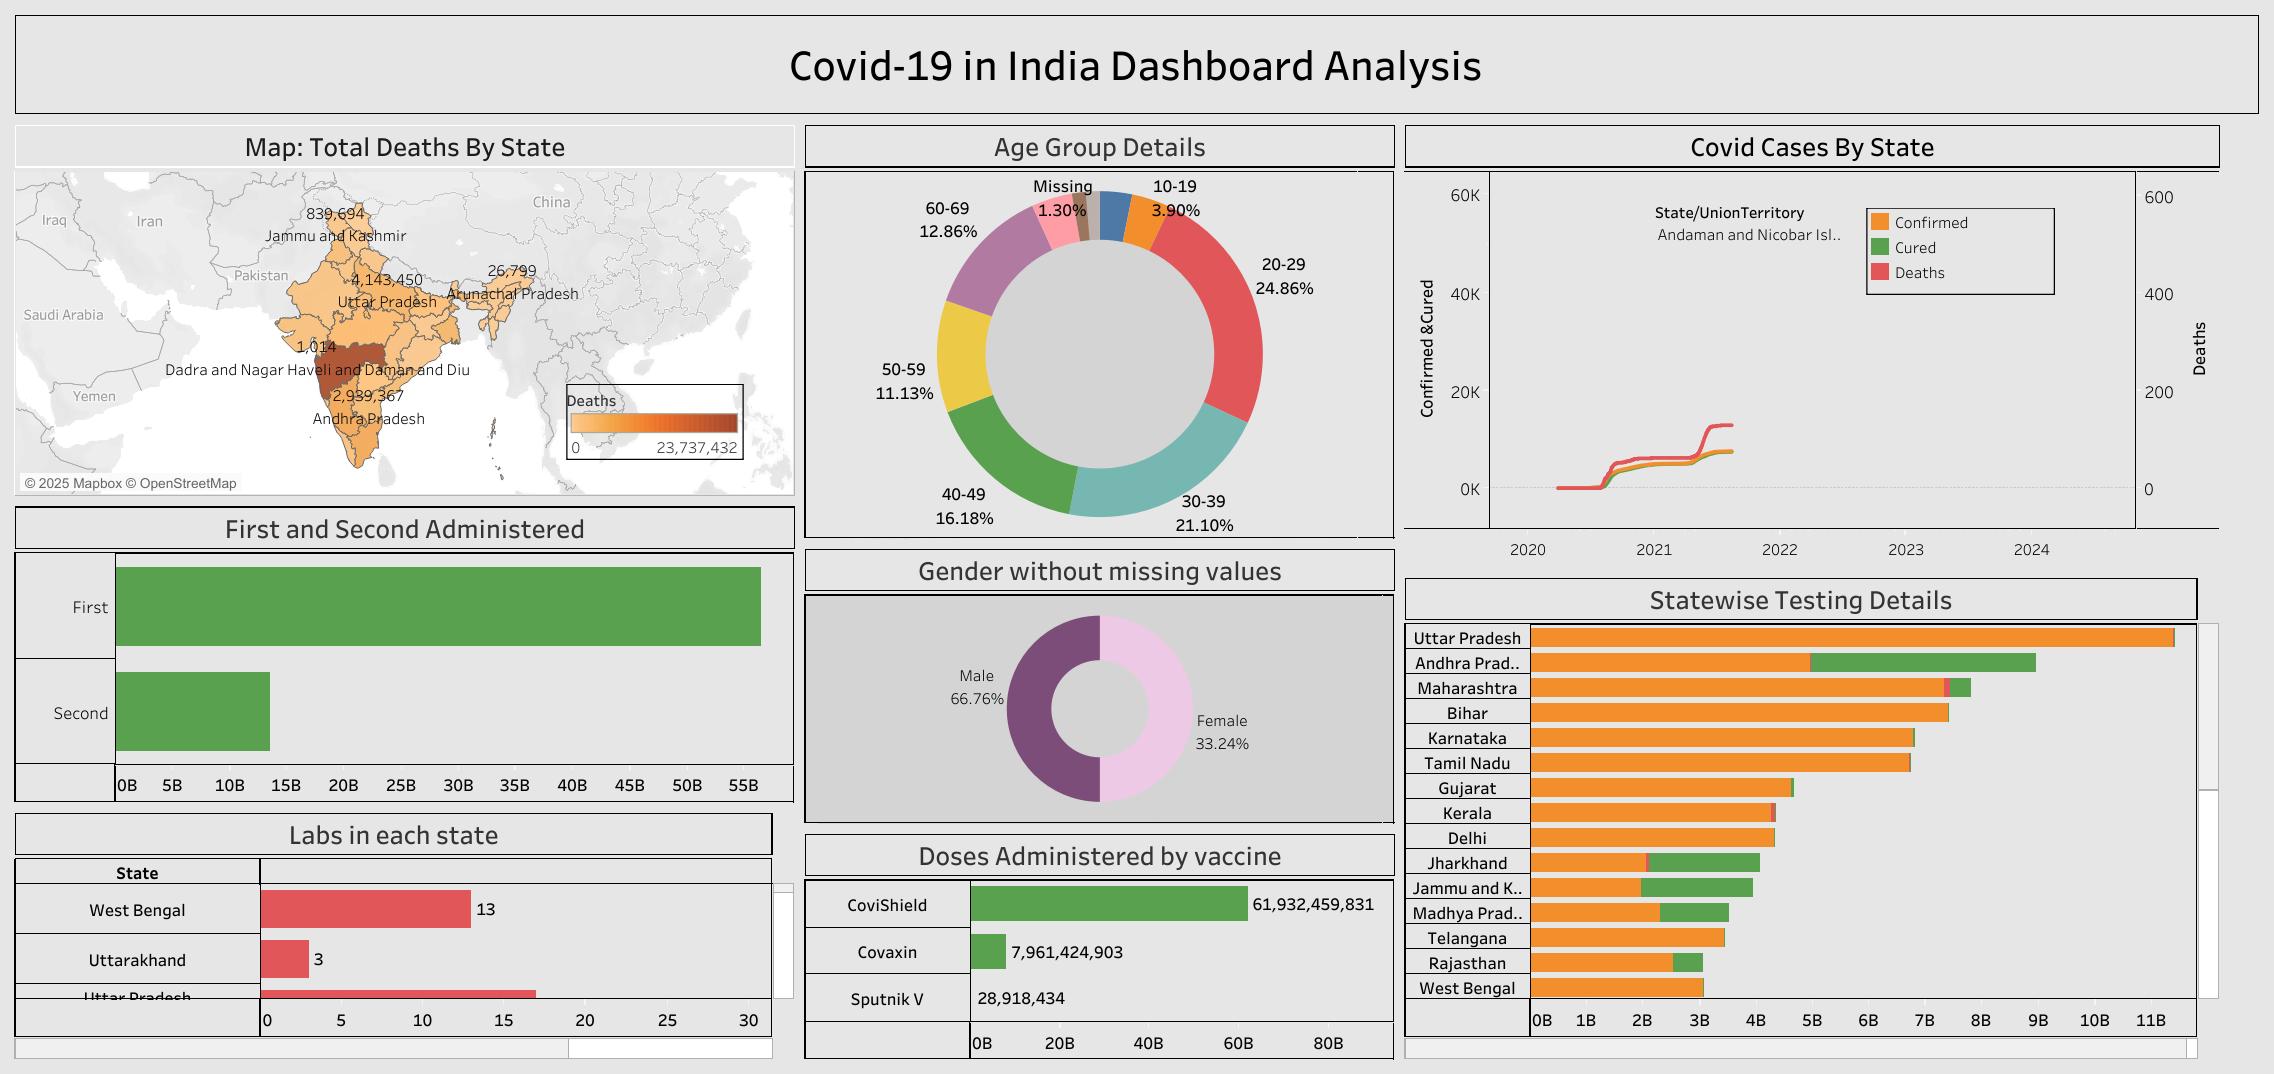 Covid-19 in India Dashboard Analysis
Map: Total Deaths By State
Iraq
Iran
China
Pakistan
Saudi Arabia
Yemen
839,694
Jammu and Kashmir
4,143,450
Uttar Pradesh
26,799
Arunachal Pradesh
1,014
Dadra and Nagar Haveli and Daman and Diu
2,939,367
Andhra Pradesh
Deaths
0 23,737,432
© 2025 Mapbox © OpenStreetMap
First and Second Administered
First
Second
0B 5B 10B 15B 20B 25B 30B 35B 40B 45B 50B 55B
Labs in each state
State
West Bengal 13
Uttarakhand 3
Uttar Pradesh
0 5 10 15 20 25 30
Age Group Details
Missing
1.30%
10-19
3.90%
20-29
24.86%
30-39
21.10%
40-49
16.18%
50-59
11.13%
60-69
12.86%
Gender without missing values
Male
66.76%
Female
33.24%
Doses Administered by vaccine
CoviShield 61,932,459,831
Covaxin 7,961,424,903
Sputnik V 28,918,434
0B 20B 40B 60B 80B
Covid Cases By State
State/UnionTerritory
Andaman and Nicobar Isl..
Confirmed
Cured
Deaths
Confirmed &Cured
60K
40K
20K
0K
Deaths
600
400
200
0
2020 2021 2022 2023 2024
Statewise Testing Details
Uttar Pradesh
Andhra Prad..
Maharashtra
Bihar
Karnataka
Tamil Nadu
Gujarat
Kerala
Delhi
Jharkhand
Jammu and K..
Madhya Prad..
Telangana
Rajasthan
West Bengal
0B 1B 2B 3B 4B 5B 6B 7B 8B 9B 10B 11B